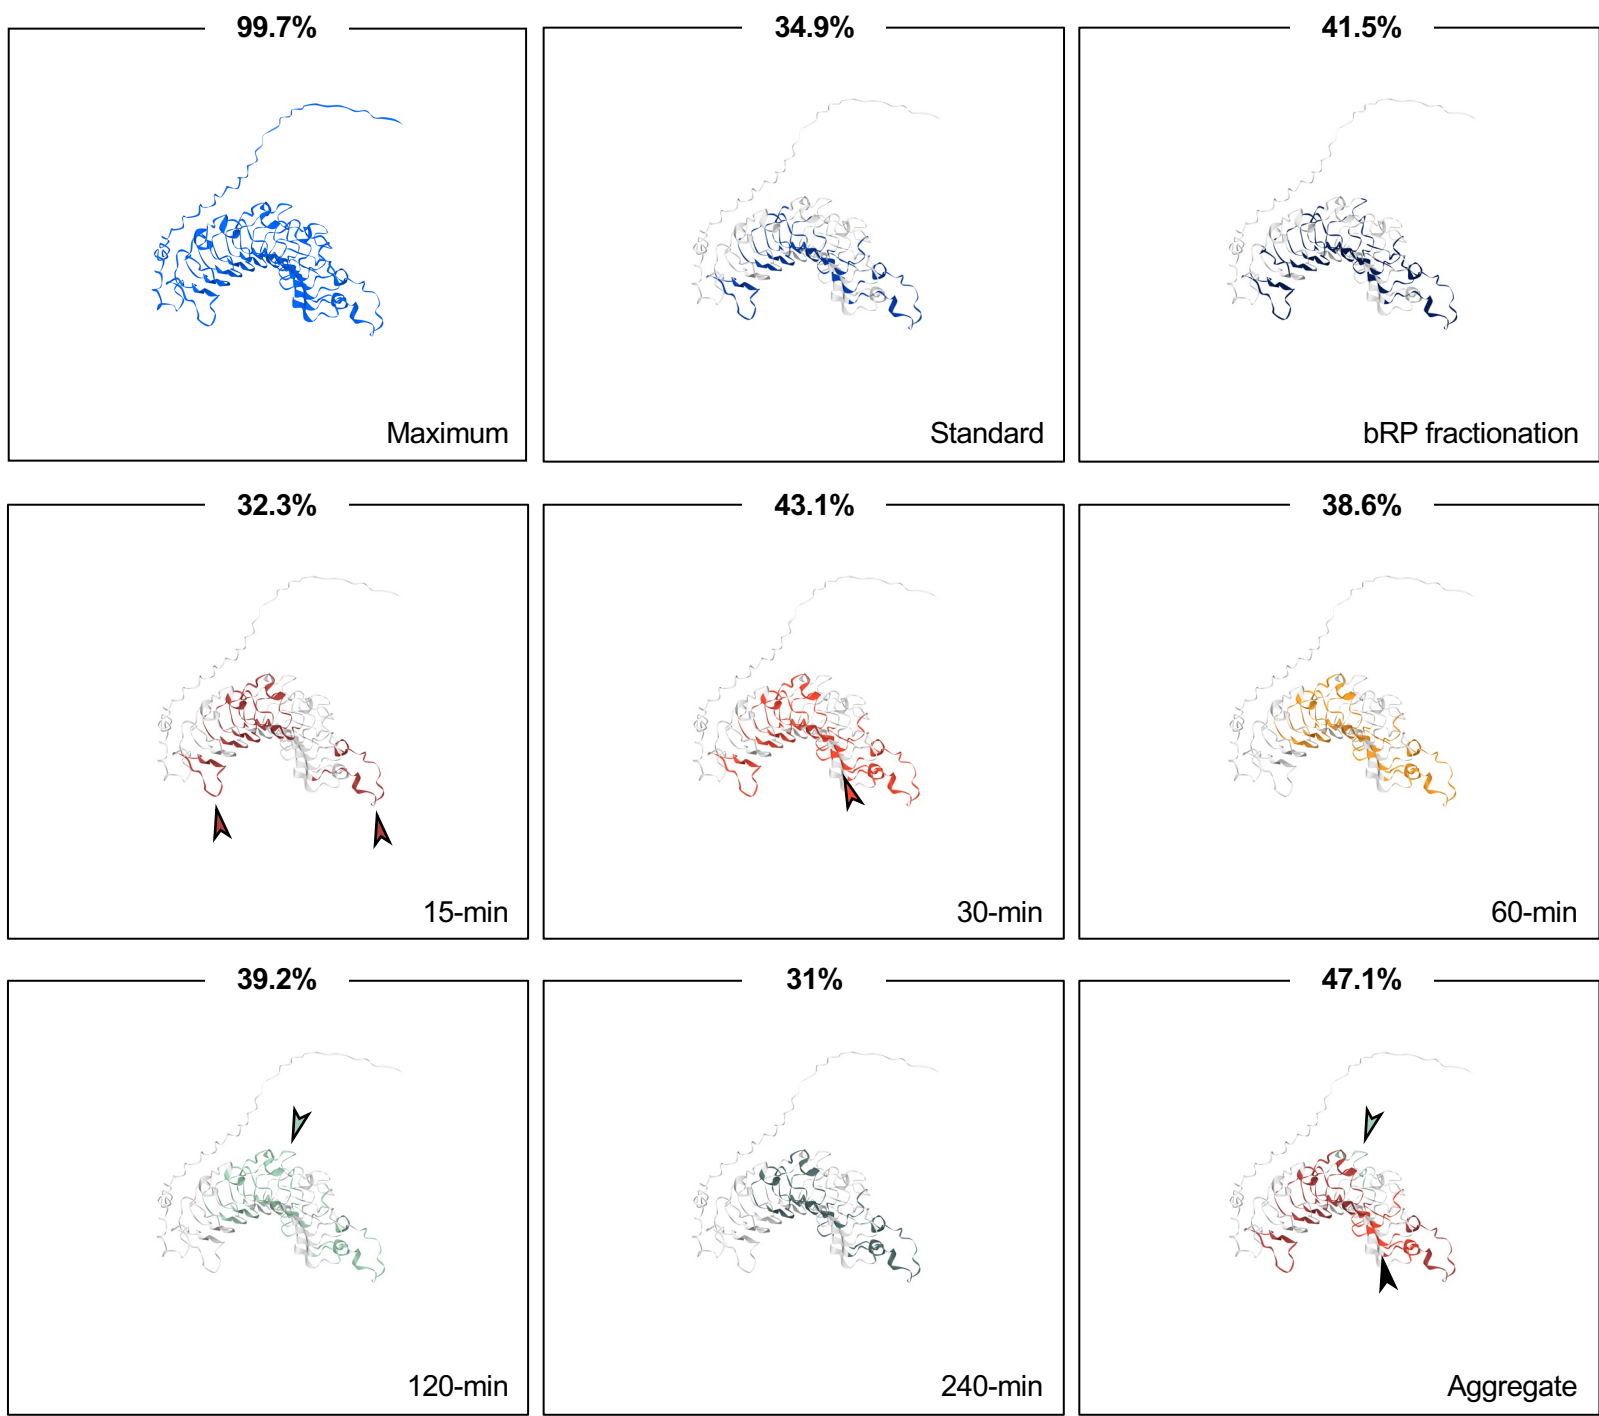 99.7%
34.9%
41.5%
Maximum
Standard
bRP fractionation
32.3%
43.1%
38.6%
15-min
30-min
60-min
39.2%
31%
47.1%
120-min
240-min
Aggregate